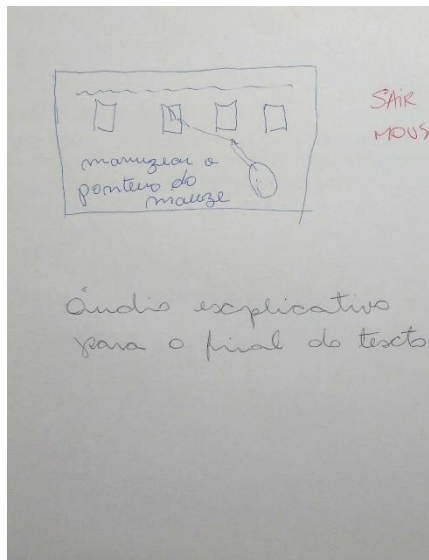 SAIR
MOUS
manuzear o
ponteiro do
mauze
Áudio explicativo
para o final do texto